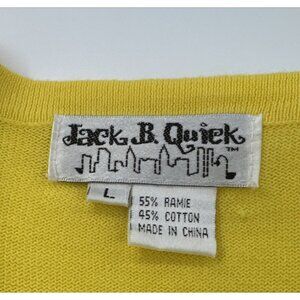 Jack B. Quick TM
L
55% RAMIE
45% COTTON
MADE IN CHINA